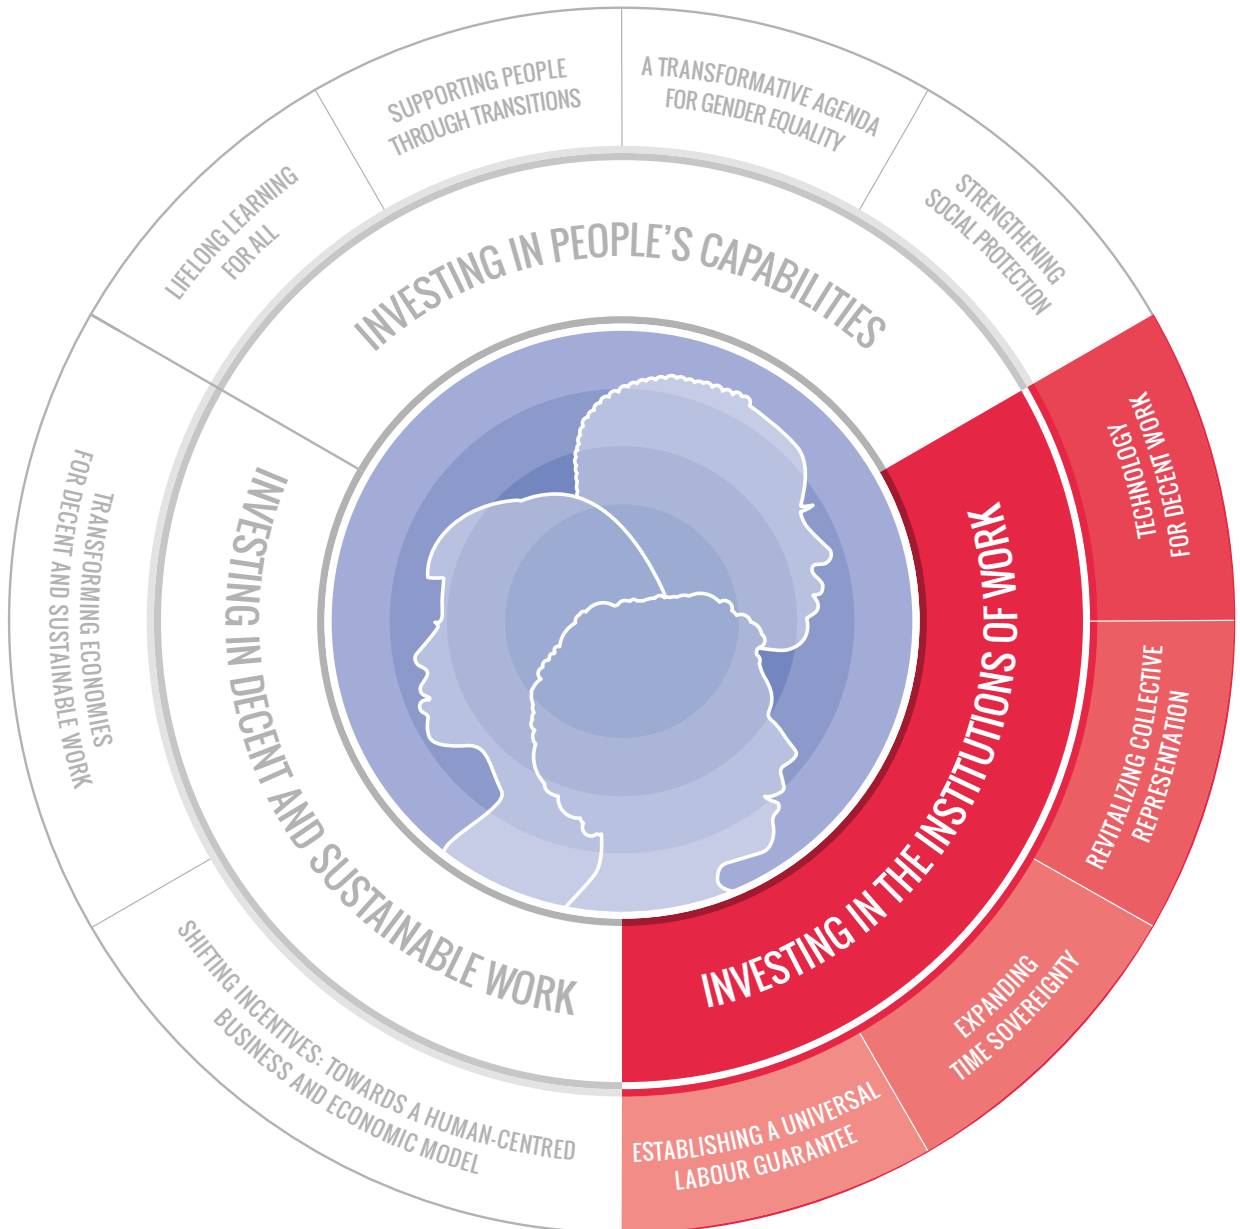 SUPPORTING PEOPLE
THROUGH TRANSITIONS
A TRANSFORMATIVE AGENDA
FOR GENDER EQUALITY
LIFELONG LEARNING
FOR ALL
STRENGTHENING
SOCIAL PROTECTION
INVESTING IN PEOPLE'S CAPABILITIES
TECHNOLOGY
FOR DECENT WORK
REVITALIZING COLLECTIVE
REPRESENTATION
EXPANDING
TIME SOVEREIGNTY
ESTABLISHING A UNIVERSAL
LABOUR GUARANTEE
INVESTING IN THE INSTITUTIONS OF WORK
TRANSFORMING ECONOMIES
FOR DECENT AND SUSTAINABLE WORK
SHIFTING INCENTIVES: TOWARDS A HUMAN-CENTRED
BUSINESS AND ECONOMIC MODEL
INVESTING IN DECENT AND SUSTAINABLE WORK